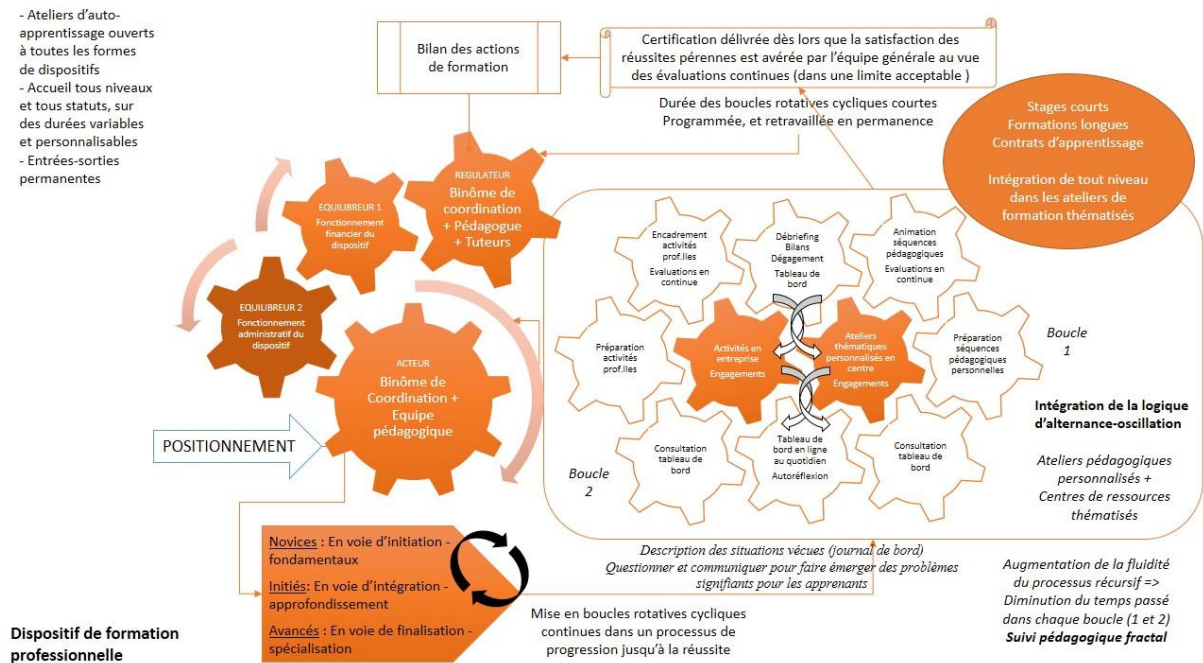 - Ateliers d'auto-
apprentissage ouverts
à toutes les formes
de dispositifs
- Accueil tous niveaux
et tous statuts, sur
des durées variables
et personnalisables
- Entrées-sorties
permanentes
Bilan des actions
de formation
Certification délivrée dès lors que la satisfaction des
réussites pérennes est avérée par l'équipe générale au vue
des évaluations continues (dans une limite acceptable )
Durée des boucles rotatives cycliques courtes
Programmée, et retravaillée en permanence
Stages courts
Formations longues
Contrats d'apprentissage
Intégration de tout niveau
dans les ateliers de
formation thématisés
REGULATEUR
Binôme de
coordination
+ Pédagogue
+ Tuteurs
EQUILIBREUR 1
Fonctionnement
financier du
dispositif
EQUILIBREUR 2
Fonctionnement
administratif du
dispositif
ACTEUR
Binôme de
Coordination +
Equipe
pédagogique
POSITIONNEMENT
Encadrement
activités
prof.lles
Evaluations en
continue
Débriefing
Bilans
Dégagement
Tableau de
bord
Animation
séquences
pédagogiques
Evaluations en
continue
Préparation
activités
prof.lles
Activités en
entreprise
Engagements
Ateliers
thématiques
personnalisés en
centre
Engagements
Préparation
séquences
pédagogiques
personnelles
Boucle
1
Consultation
tableau de
bord
Tableau de
bord en ligne
au quotidien
Autoréflexion
Consultation
tableau de
bord
Boucle
2
Intégration de la logique
d'alternance-oscillation
Ateliers pédagogiques
personnalisés +
Centres de ressources
thématisés
Novices : En voie d'initiation -
fondamentaux
Initiés: En voie d'intégration -
approfondissement
Avancés : En voie de finalisation -
spécialisation
Description des situations vécues (journal de bord)
Questionner et communiquer pour faire émerger des problèmes
signifiants pour les apprenants
Mise en boucles rotatives cycliques
continues dans un processus de
progression jusqu'à la réussite
Augmentation de la fluidité
du processus récursif =>
Diminution du temps passé
dans chaque boucle (1 et 2)
Suivi pédagogique fractal
Dispositif de formation
professionnelle